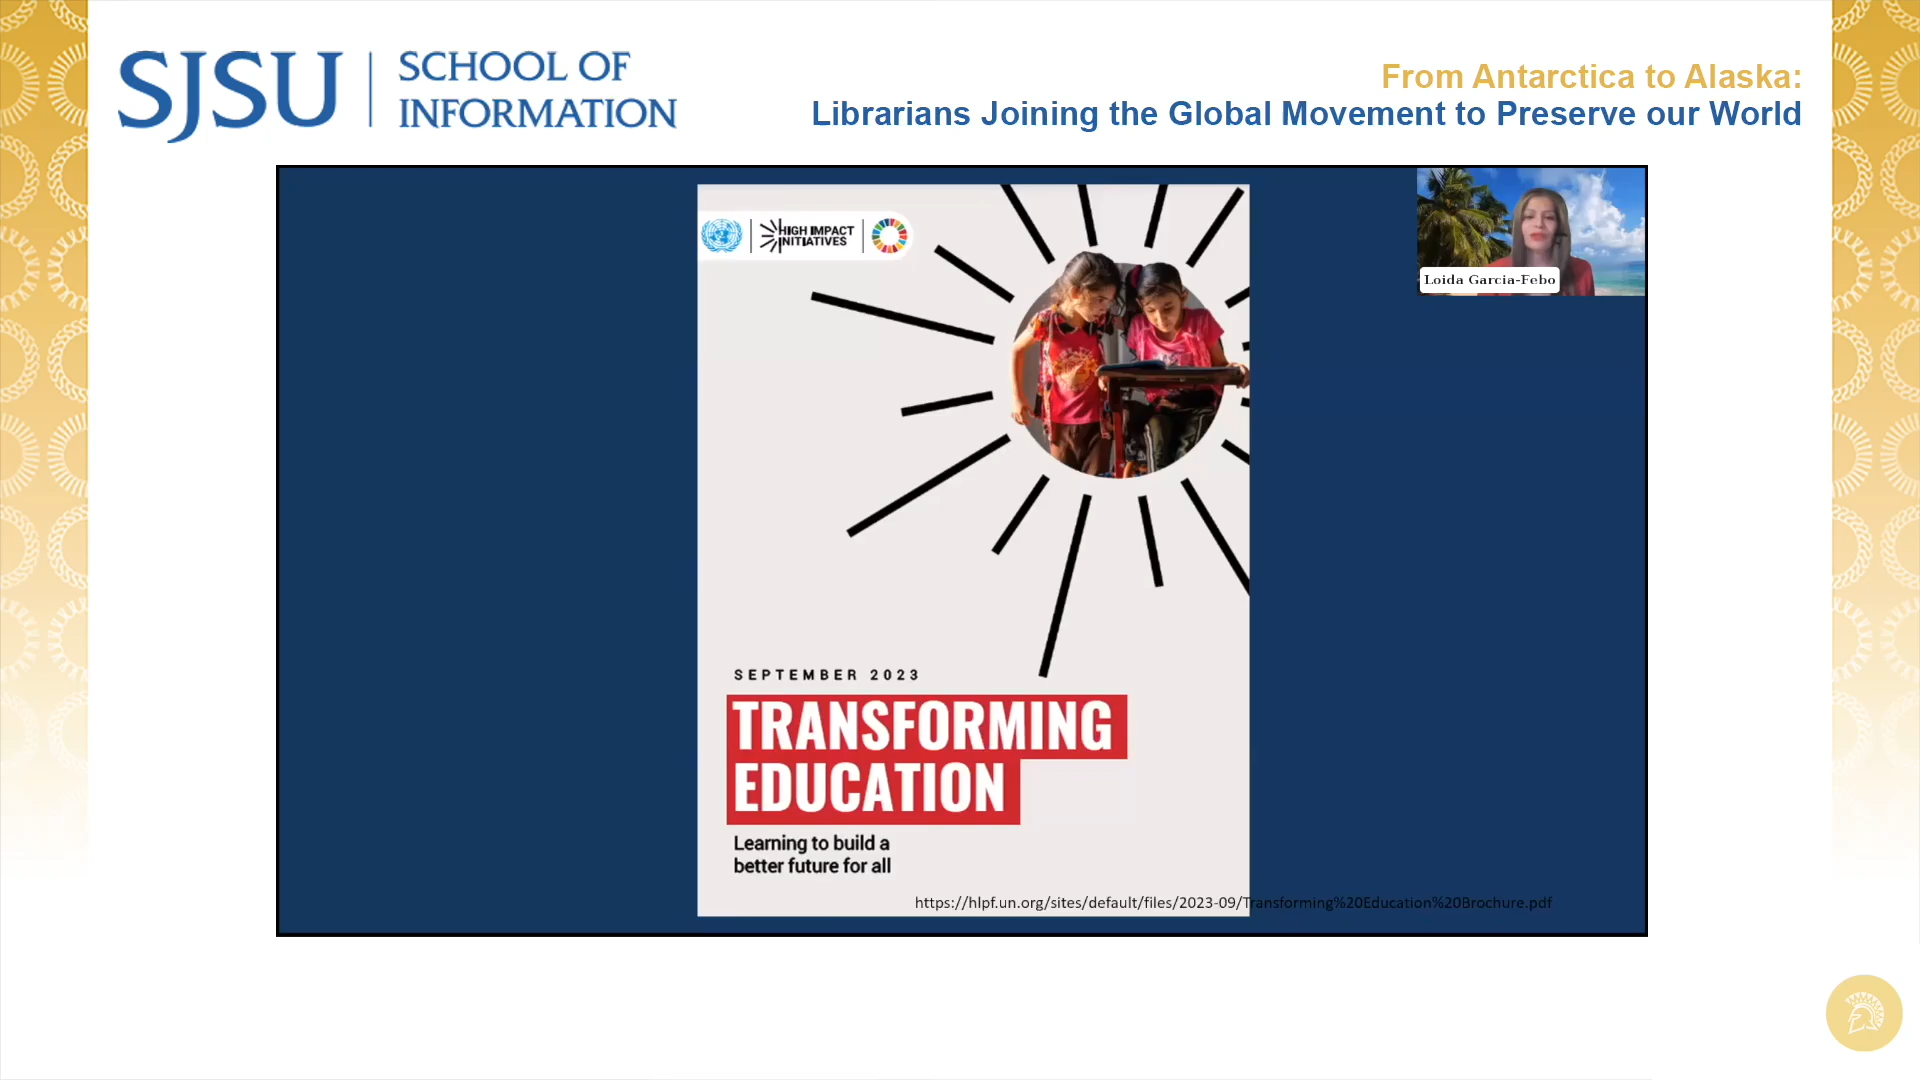 SJSU
SCHOOL OF
INFORMATION
From Antarctica to Alaska:
Librarians Joining the Global Movement to Preserve our World
HIGH IMPACT
INITIATIVES
Loida Garcia-Febo
SEPTEMBER 2023
TRANSFORMING
EDUCATION
Learning to build a
better future for all
https://hlpf.un.org/sites/default/files/2023-09/Transforming%20Education%20Brochure.pdf